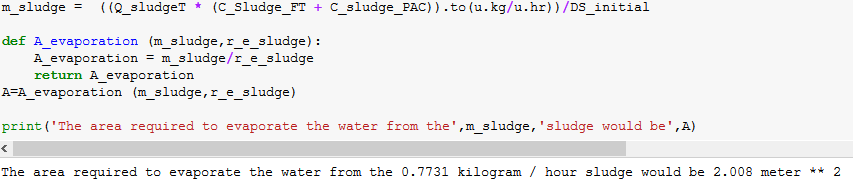 m_sludge =  ((Q_sludgeT * (C_Sludge_FT + C_sludge_PAC)).to(u.kg/u.hr))/DS_initial
def A_evaporation (m_sludge,r_e_sludge):
    A_evaporation = m_sludge/r_e_sludge
    return A_evaporation
A=A_evaporation (m_sludge,r_e_sludge)
print('The area required to evaporate the water from the',m_sludge,'sludge would be',A)
The area required to evaporate the water from the 0.7731 kilogram / hour sludge would be 2.008 meter ** 2